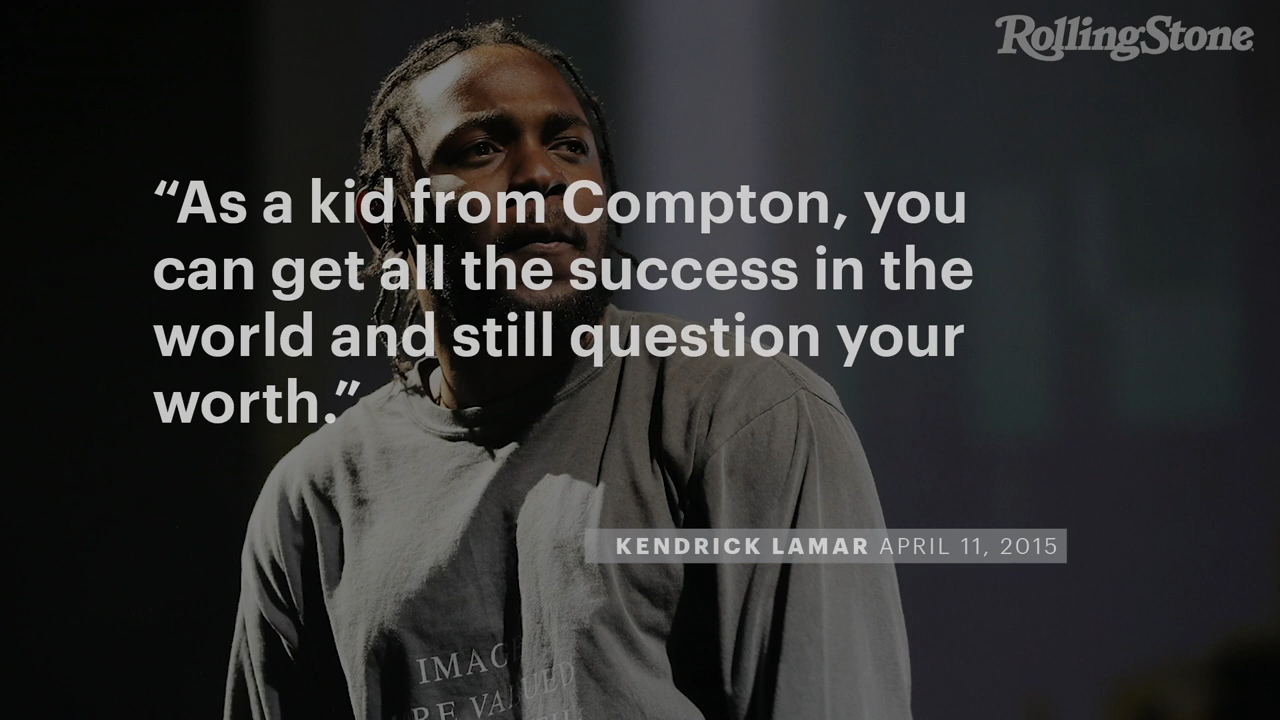 RollingStone
“As a kid from Compton, you
can get all the success in the
world and still question your
worth.”
KENDRICK LAMAR APRIL 11, 2015